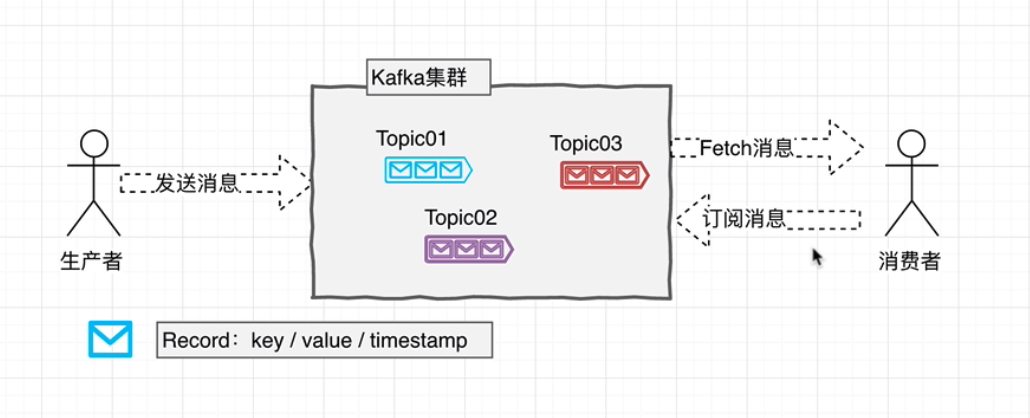 Kafka集群
Topic01
Topic03
Fetch消息
发送消息
Topic02
订阅消息
生产者
消费者
Record：key / value / timestamp